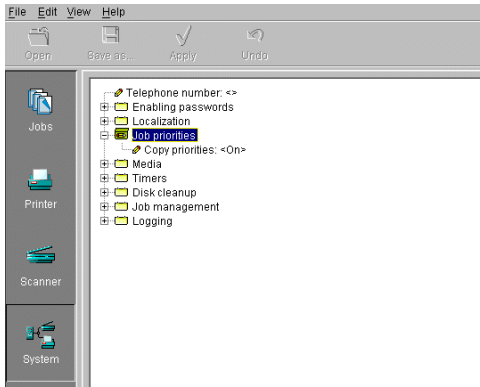 File Edit View Help
Open Save as... Apply Undo
Jobs
Printer
Scanner
System
Telephone number: <>
Enabling passwords
Localization
Job priorities
Copy priorities: <On>
Media
Timers
Disk cleanup
Job management
Logging